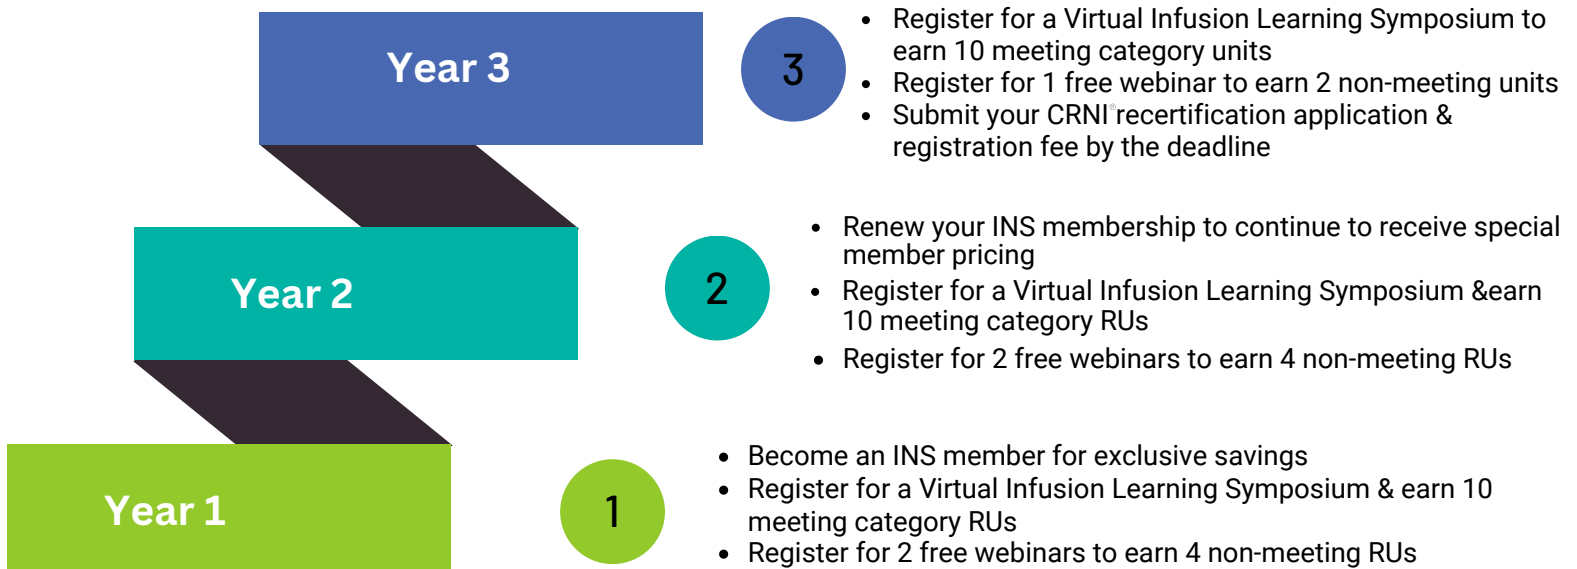 Year 3
3
• Register for a Virtual Infusion Learning Symposium to
earn 10 meeting category units
• Register for 1 free webinar to earn 2 non-meeting units
• Submit your CRNI® recertification application &
registration fee by the deadline
Year 2
2
• Renew your INS membership to continue to receive special
member pricing
• Register for a Virtual Infusion Learning Symposium &earn
10 meeting category RUs
• Register for 2 free webinars to earn 4 non-meeting RUs
Year 1
1
• Become an INS member for exclusive savings
• Register for a Virtual Infusion Learning Symposium & earn 10
meeting category RUs
• Register for 2 free webinars to earn 4 non-meeting RUs